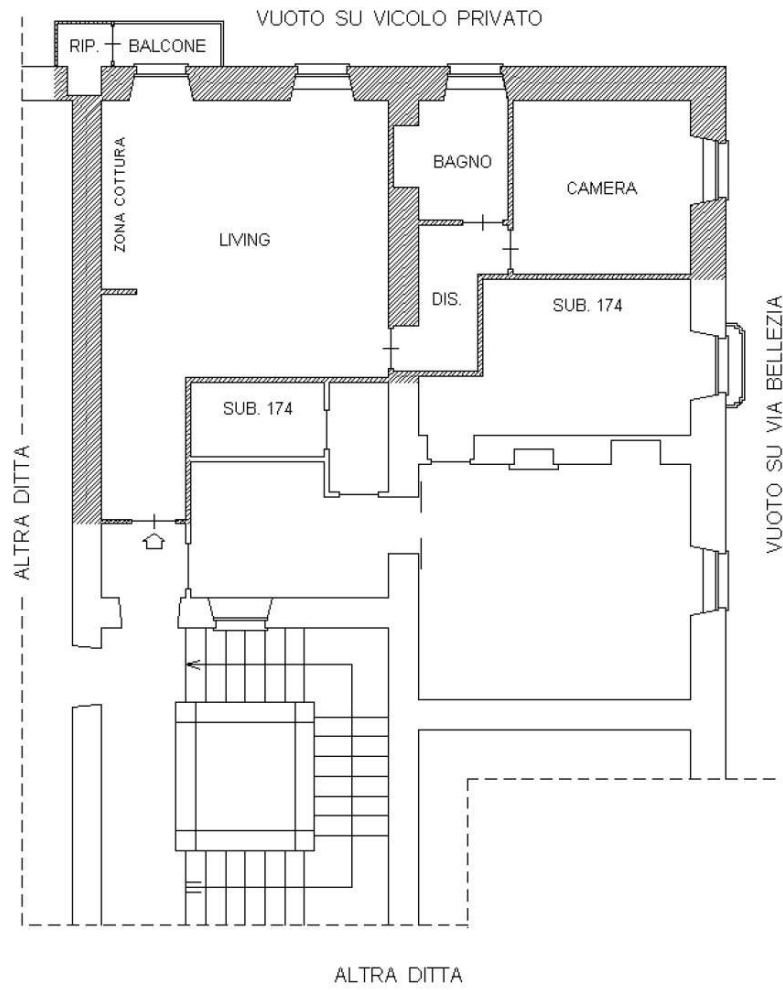 VUOTO SU VICOLO PRIVATO
RIP.
BALCONE
ZONA COTTURA
BAGNO
CAMERA
LIVING
DIS.
SUB. 174
SUB. 174
ALTRA DITTA
VUOTO SU VIA BELLEZIA
ALTRA DITTA